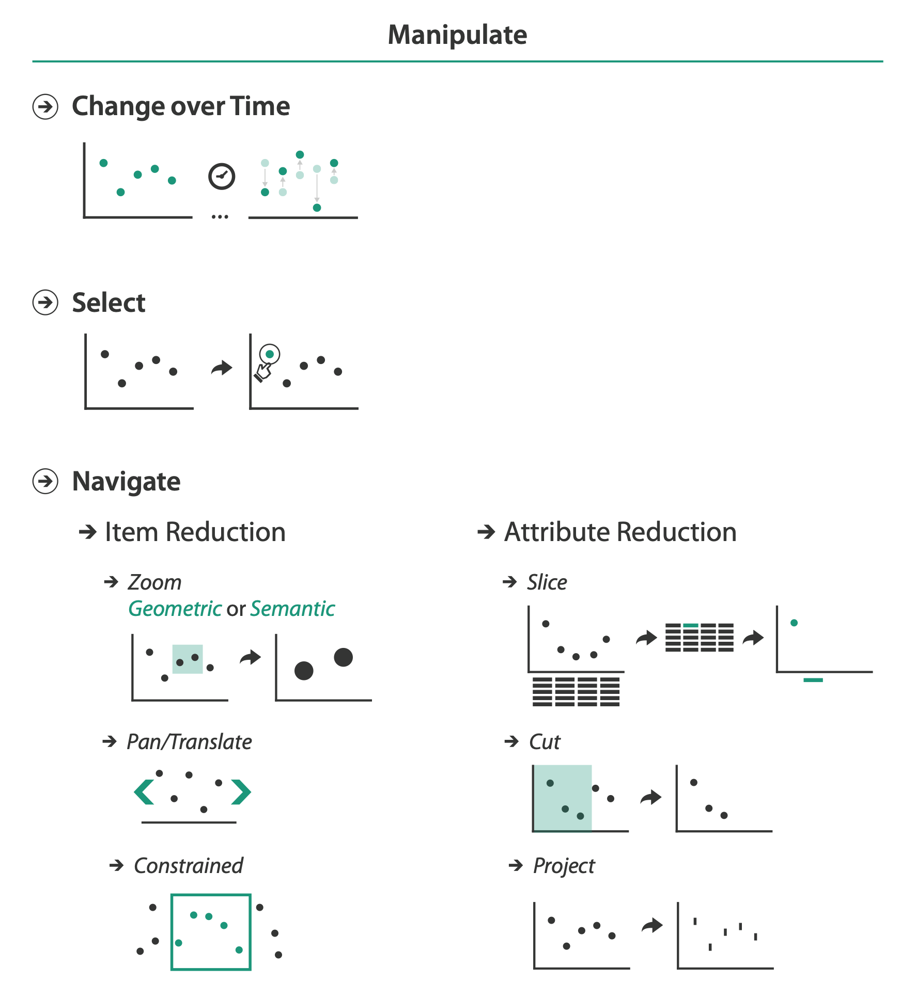 Manipulate
Change over Time
...
Select
Navigate
Item Reduction
Zoom
Geometric or Semantic
Pan/Translate
Constrained
Attribute Reduction
Slice
Cut
Project